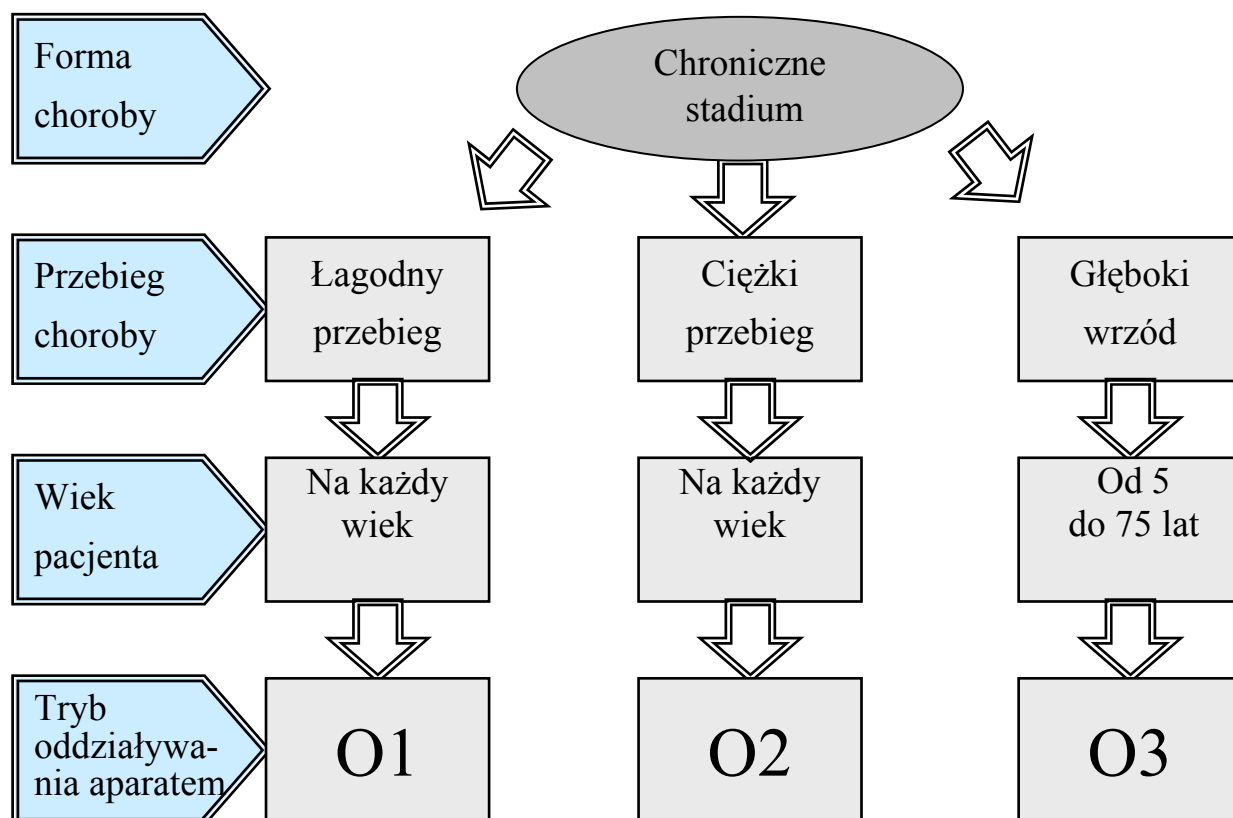 Forma
choroby
Chroniczne
stadium
Przebieg
choroby
Łagodny
przebieg
Ciężki
przebieg
Głęboki
wrzód
Wiek
pacjenta
Na każdy
wiek
Na każdy
wiek
Od 5
do 75 lat
Tryb
oddziaływa-
nia aparatem
O1
O2
O3